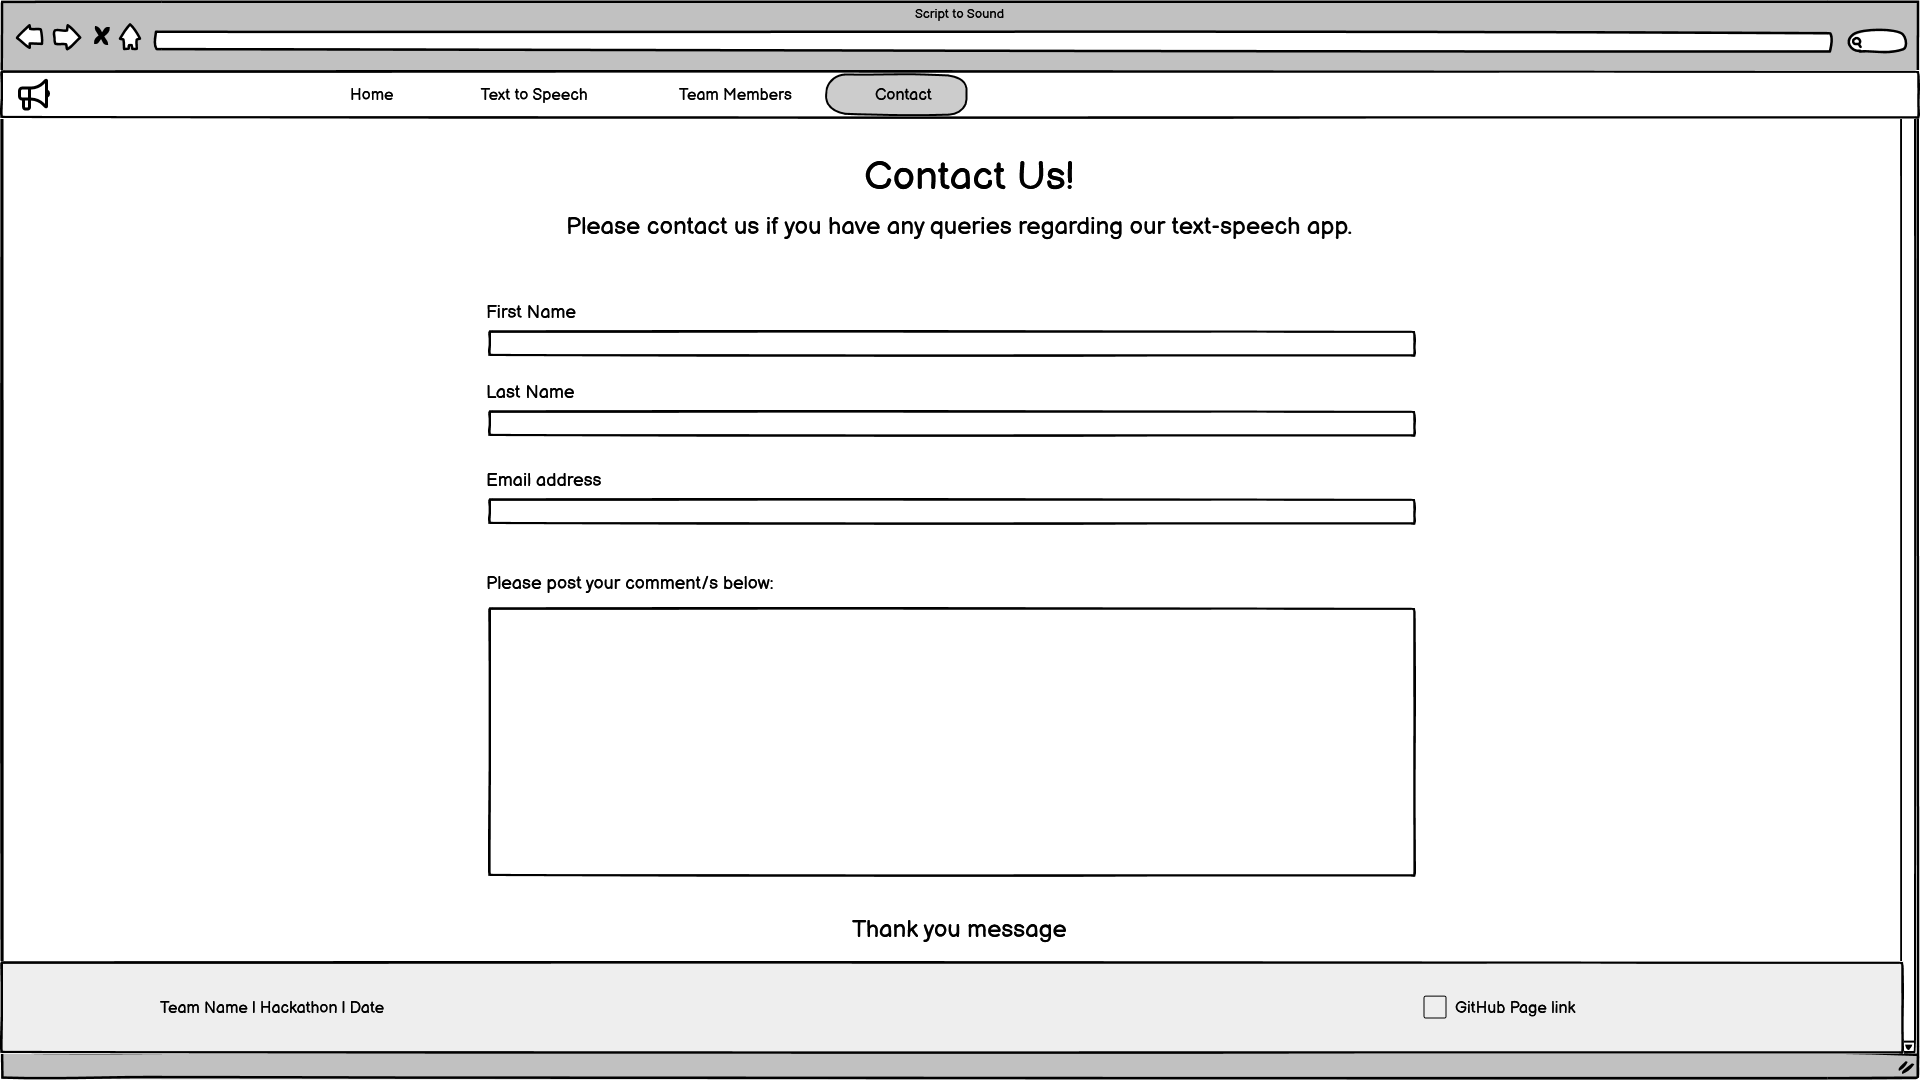 Script to Sound
Home Text to Speech Team Members Contact
Contact Us!
Please contact us if you have any queries regarding our text-speech app.
First Name
Last Name
Email address
Please post your comment/s below:
Thank you message
Team Name | Hackathon | Date GitHub Page link